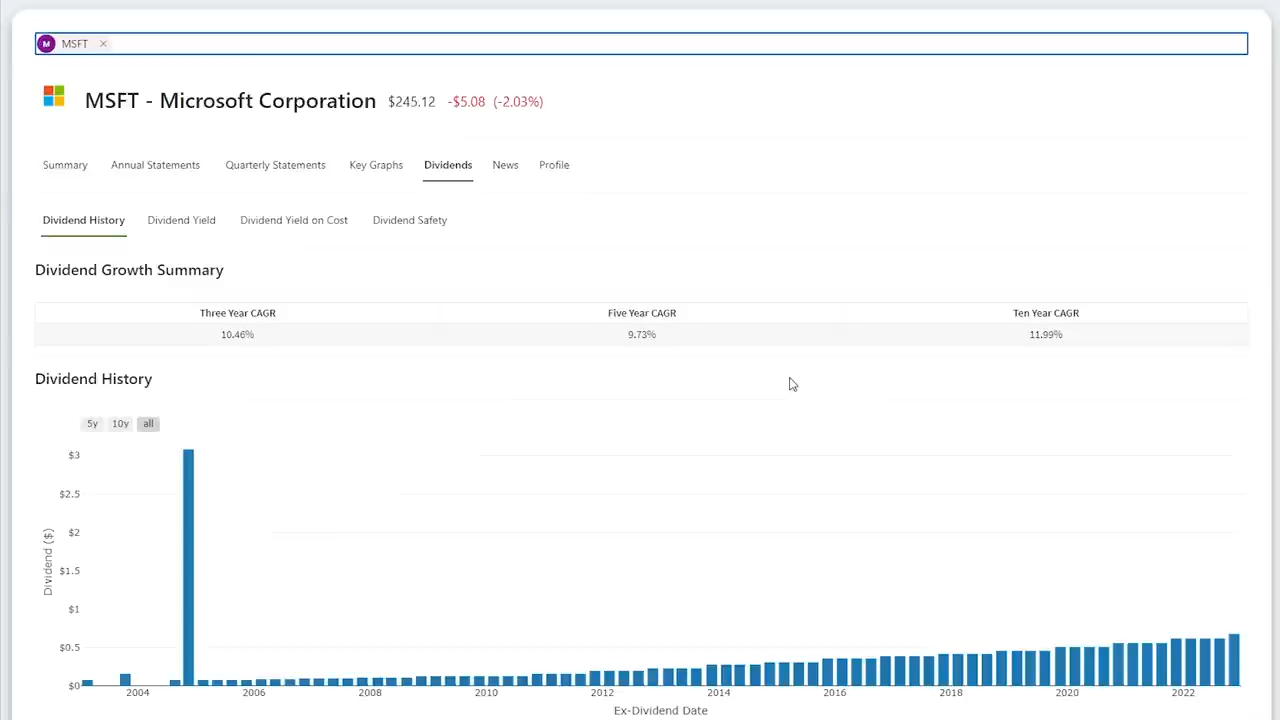 M MSFT ×
MSFT - Microsoft Corporation $245.12 -$5.08 (-2.03%)
Summary Annual Statements Quarterly Statements Key Graphs Dividends News Profile
Dividend History Dividend Yield Dividend Yield on Cost Dividend Safety
Dividend Growth Summary
Three Year CAGR Five Year CAGR Ten Year CAGR
10.46% 9.73% 11.99%
Dividend History
5y 10y all
$3
$2.5
$2
$1.5
$1
$0.5
$0
Dividend ($)
2004 2006 2008 2010 2012 2014 2016 2018 2020 2022
Ex-Dividend Date